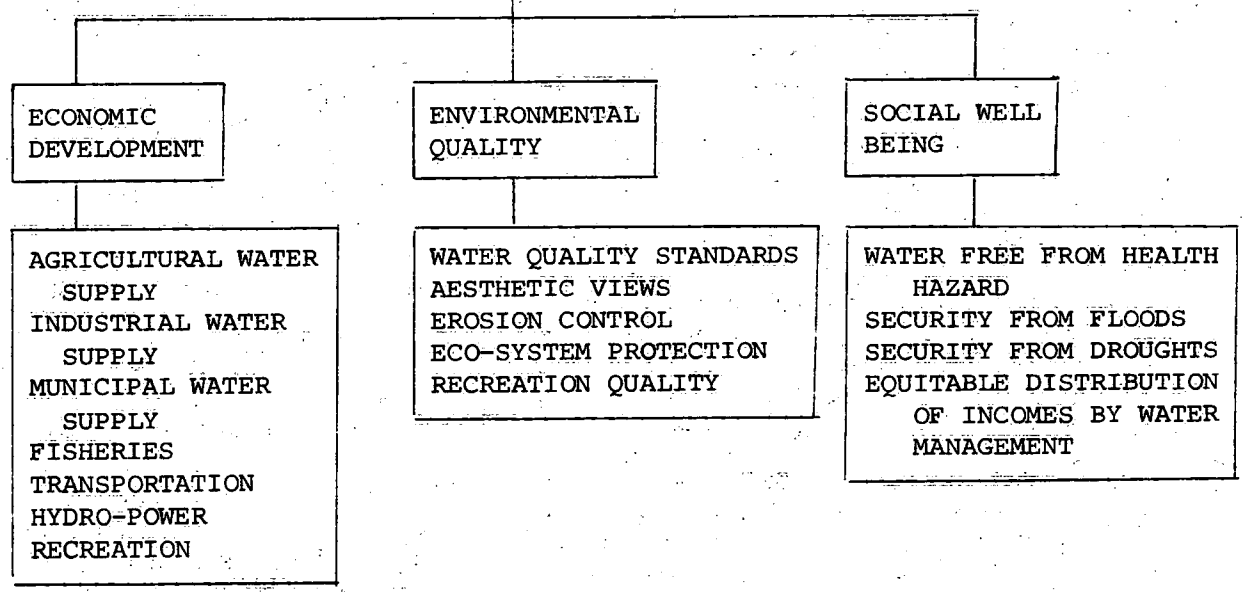 ECONOMIC
DEVELOPMENT
ENVIRONMENTAL
QUALITY
SOCIAL WELL
BEING
AGRICULTURAL WATER
SUPPLY
INDUSTRIAL WATER
SUPPLY
MUNICIPAL WATER
SUPPLY
FISHERIES
TRANSPORTATION
HYDRO-POWER
RECREATION
WATER QUALITY STANDARDS
AESTHETIC VIEWS
EROSION CONTROL
ECO-SYSTEM PROTECTION
RECREATION QUALITY
WATER FREE FROM HEALTH
HAZARD
SECURITY FROM FLOODS
SECURITY FROM DROUGHTS
EQUITABLE DISTRIBUTION
OF INCOMES BY WATER
MANAGEMENT